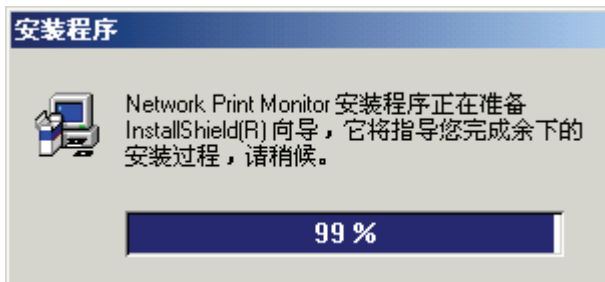 安装程序
Network Print Monitor 安装程序正在准备
InstallShield(R) 向导，它将指导您完成余下的
安装过程，请稍候。
99 %